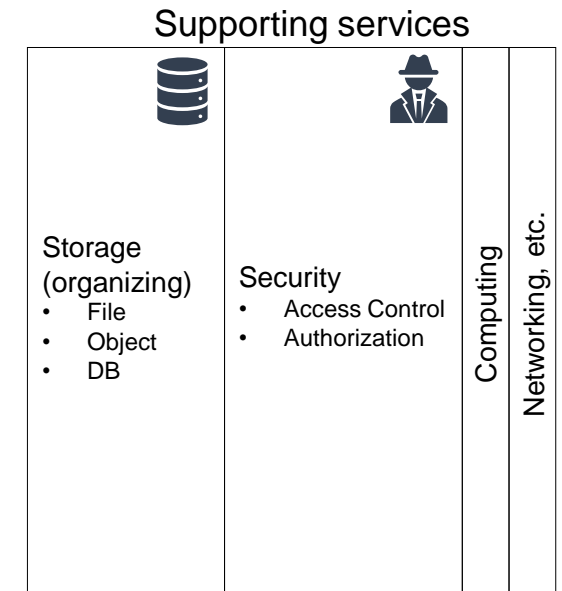 Supporting services
Storage
(organizing)
• File
• Object
• DB
Security
• Access Control
• Authorization
Computing
Networking, etc.